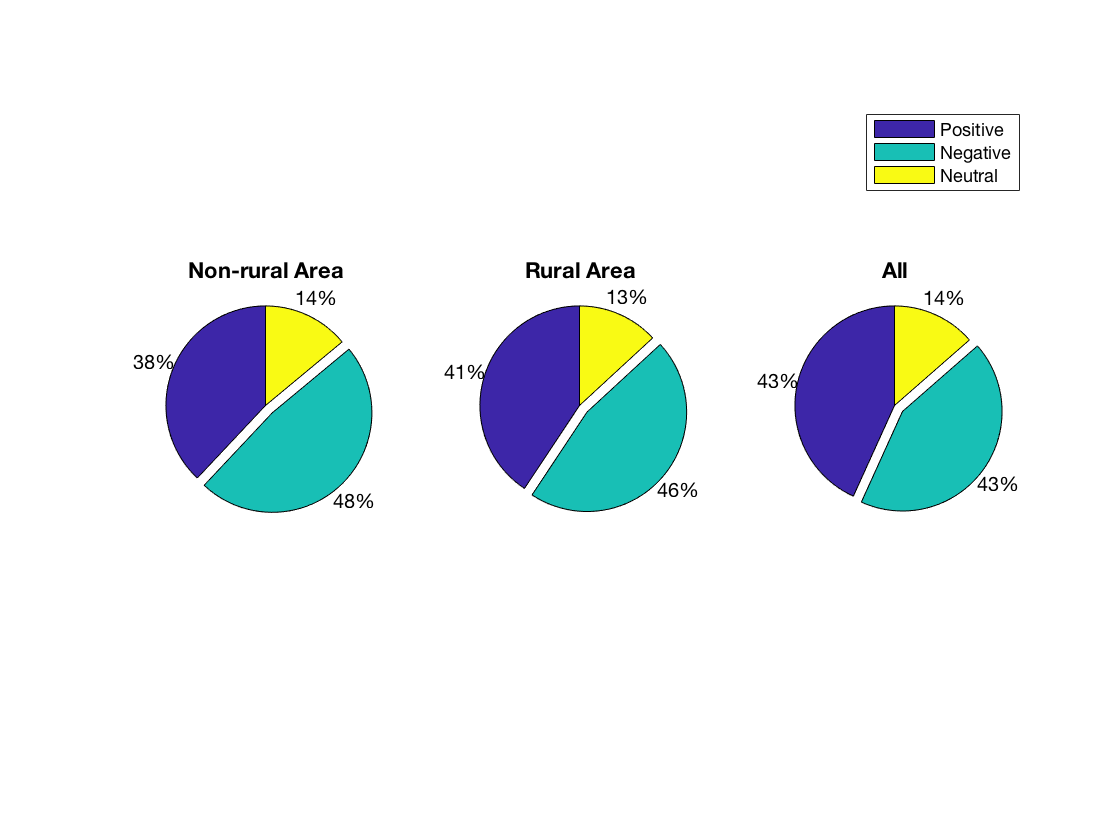 Positive
Negative
Neutral
Non-rural Area
14%
38%
48%
Rural Area
13%
41%
46%
All
14%
43%
43%